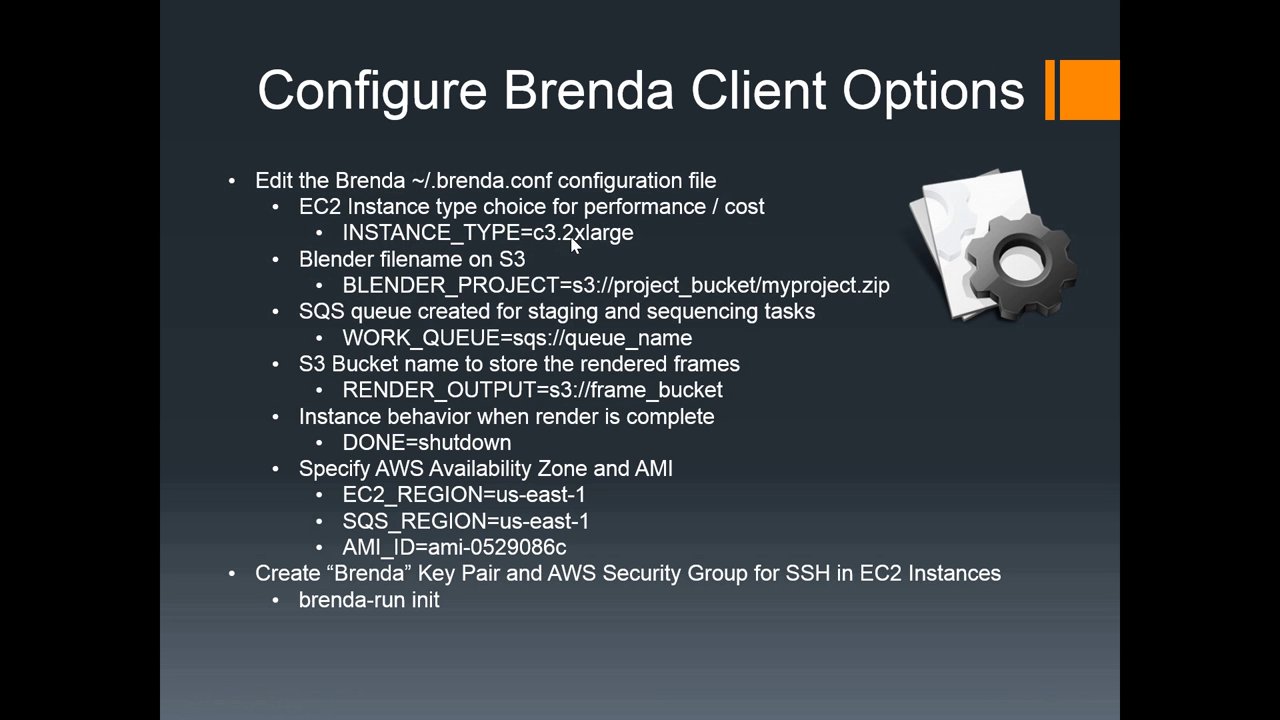 Configure Brenda Client Options
• Edit the Brenda ~/.brenda.conf configuration file
• EC2 Instance type choice for performance / cost
• INSTANCE_TYPE=c3.2xlarge
• Blender filename on S3
• BLENDER_PROJECT=s3://project_bucket/myproject.zip
• SQS queue created for staging and sequencing tasks
• WORK_QUEUE=sqs://queue_name
• S3 Bucket name to store the rendered frames
• RENDER_OUTPUT=s3://frame_bucket
• Instance behavior when render is complete
• DONE=shutdown
• Specify AWS Availability Zone and AMI
• EC2_REGION=us-east-1
• SQS_REGION=us-east-1
• AMI_ID=ami-0529086c
• Create “Brenda” Key Pair and AWS Security Group for SSH in EC2 Instances
• brenda-run init